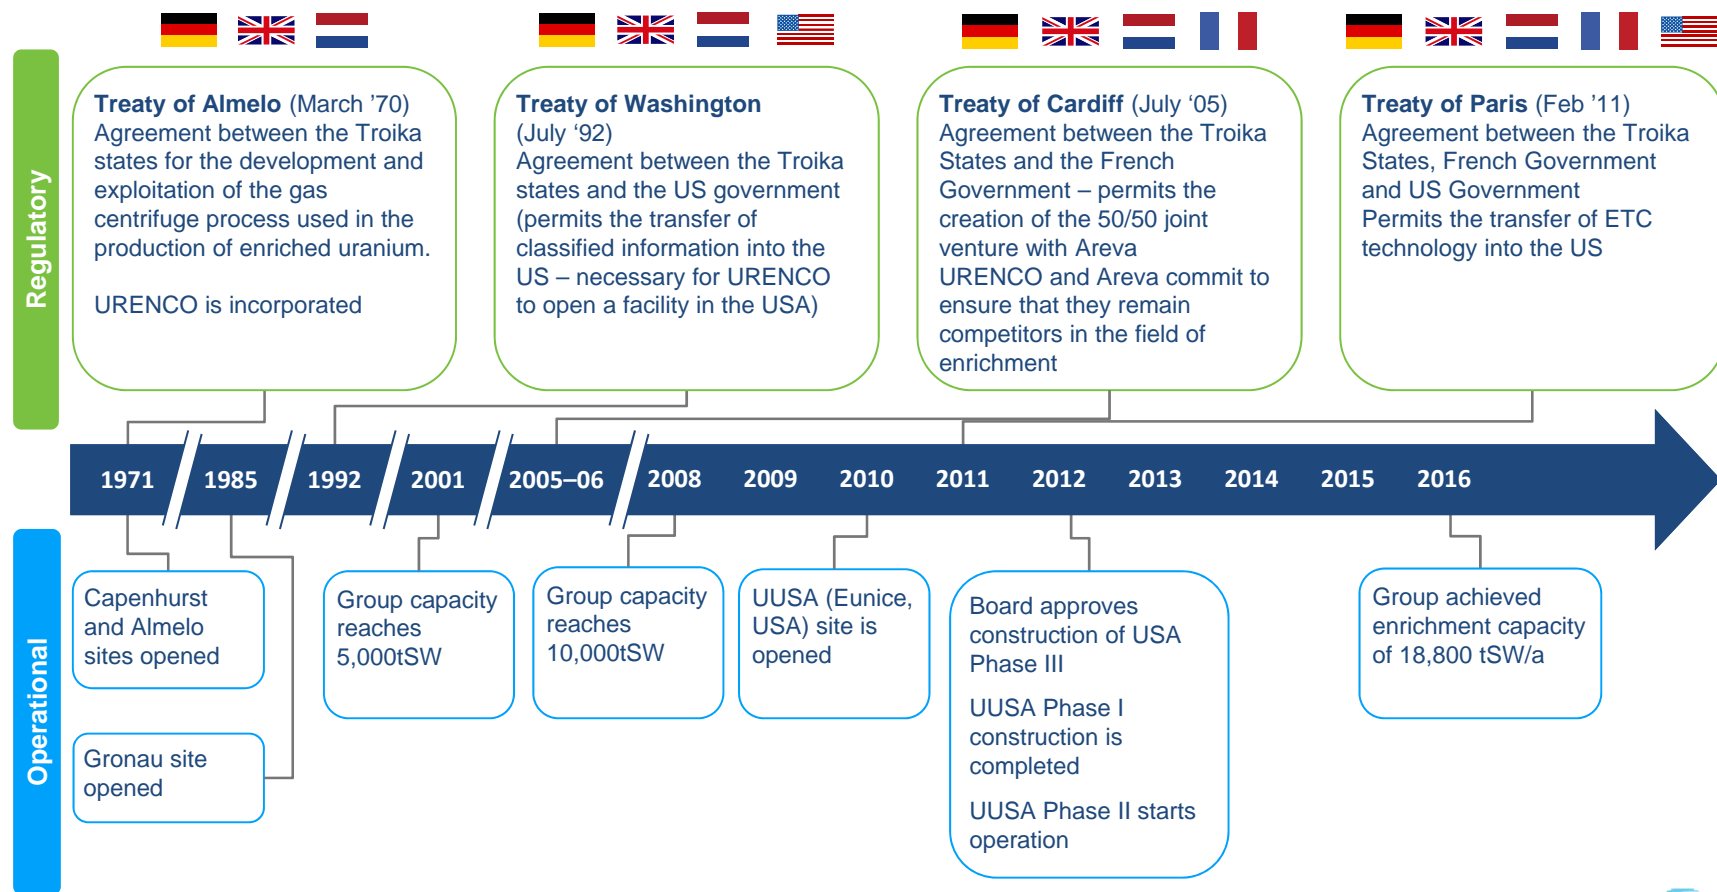 Regulatory
Treaty of Almelo (March ’70)
Agreement between the Troika
states for the development and
exploitation of the gas
centrifuge process used in the
production of enriched uranium.
URENCO is incorporated
Treaty of Washington
(July ‘92)
Agreement between the Troika
states and the US government
(permits the transfer of
classified information into the
US – necessary for URENCO
to open a facility in the USA)
Treaty of Cardiff (July ‘05)
Agreement between the Troika
States and the French
Government – permits the
creation of the 50/50 joint
venture with Areva
URENCO and Areva commit to
ensure that they remain
competitors in the field of
enrichment
Treaty of Paris (Feb ’11)
Agreement between the Troika
States, French Government
and US Government
Permits the transfer of ETC
technology into the US
1971 1985 1992 2001 2005–06 2008 2009 2010 2011 2012 2013 2014 2015 2016
Operational
Capenhurst
and Almelo
sites opened
Gronau site
opened
Group capacity
reaches
5,000tSW
Group capacity
reaches
10,000tSW
UUSA (Eunice,
USA) site is
opened
Board approves
construction of USA
Phase III
UUSA Phase I
construction is
completed
UUSA Phase II starts
operation
Group achieved
enrichment capacity
of 18,800 tSW/a